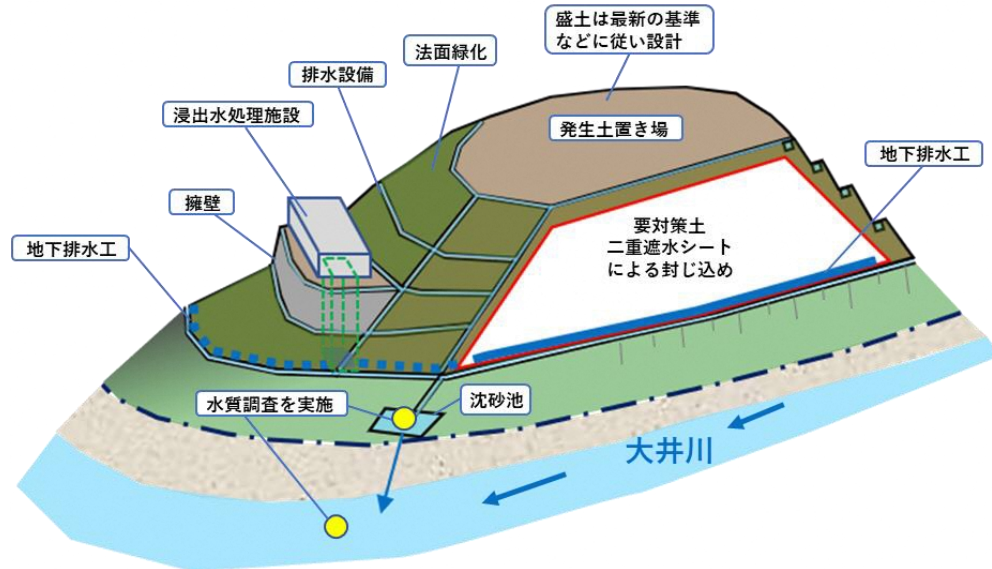 盛土は最新の基準
などに従い設計
法面緑化
排水設備
浸出水処理施設
発生土置き場
地下排水工
擁壁
要対策土
二重遮水シート
による封じ込め
地下排水工
水質調査を実施
沈砂池
大井川